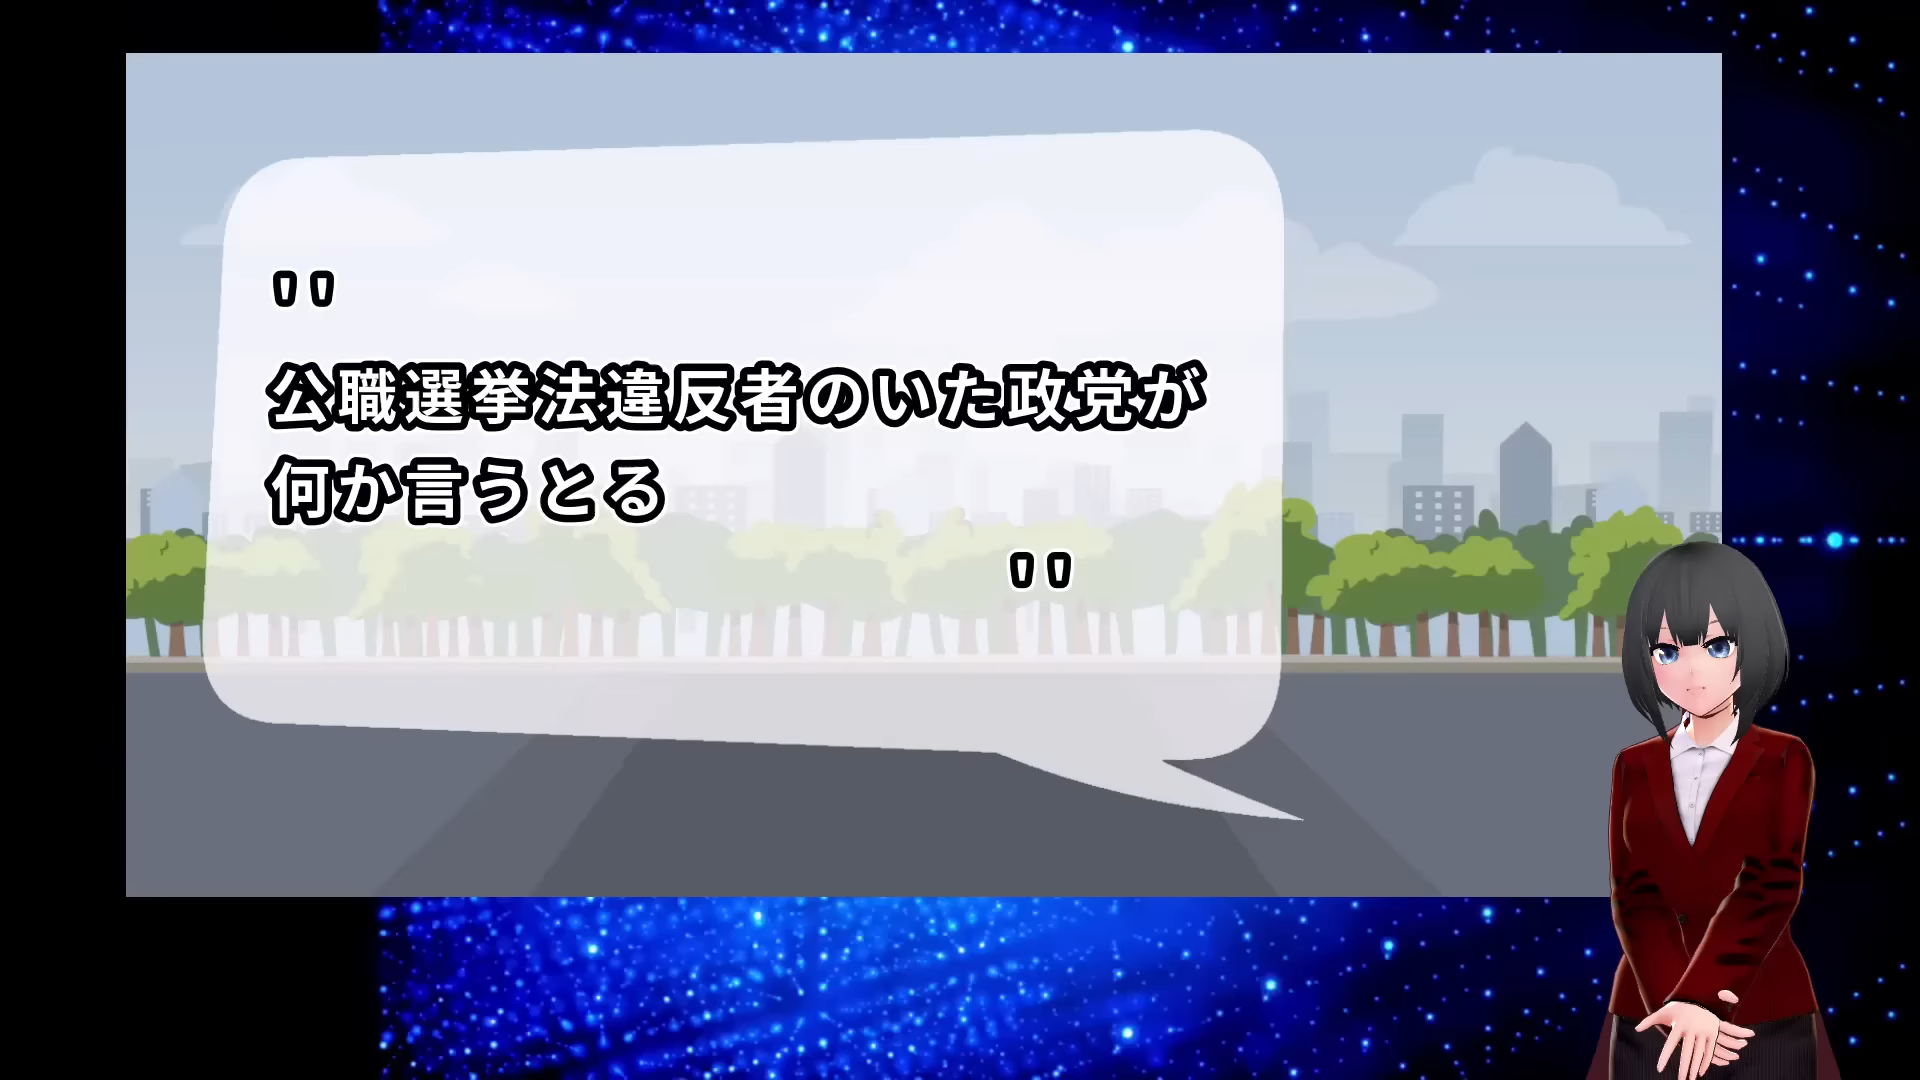 "
公職選挙法違反者のいた政党が
何か言うとる
"